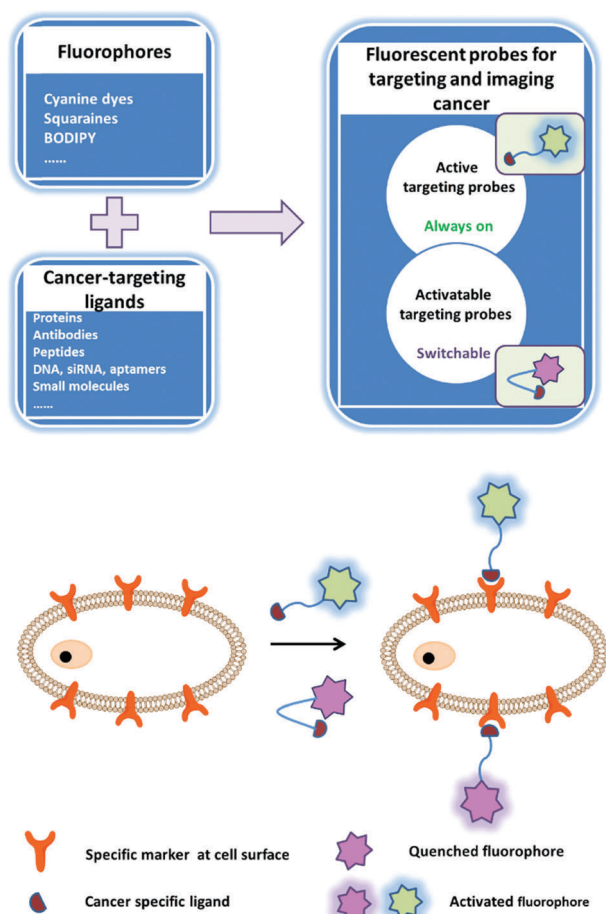 Fluorophores
Cyanine dyes
Squaraines
BODIPY
......
Cancer-targeting
ligands
Proteins
Antibodies
Peptides
DNA, siRNA, aptamers
Small molecules
......
Fluorescent probes for
targeting and imaging
cancer
Active
targeting probes
Always on
Activatable
targeting probes
Switchable
Specific marker at cell surface
Quenched fluorophore
Cancer specific ligand
Activated fluorophore